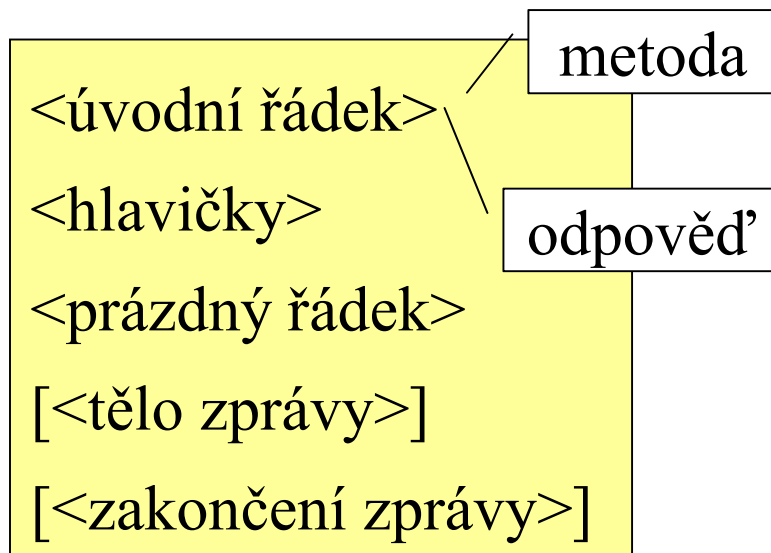 metoda
<úvodní řádek>
<hlavičky>
odpověď
<prázdný řádek>
[<tělo zprávy>]
[<zakončení zprávy>]